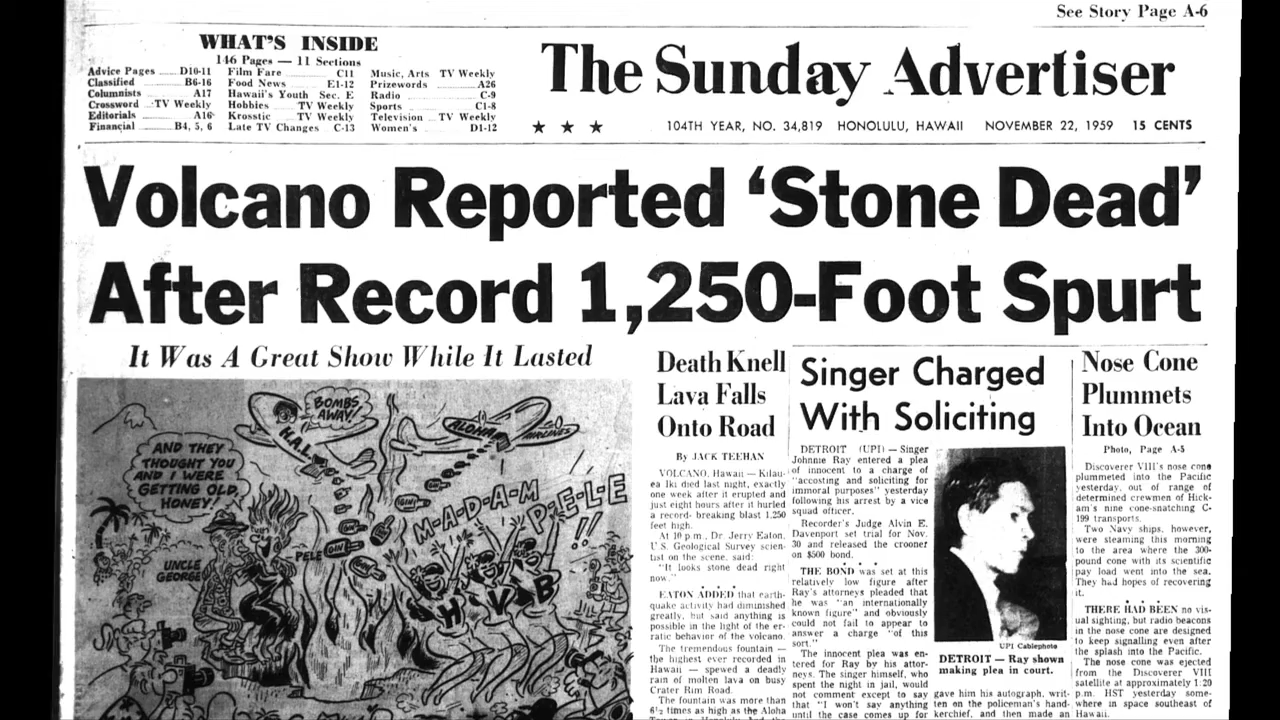 See Story Page A-6
WHAT'S INSIDE
146 Pages — 11 Sections
Advice Pages D10-11
Classified B6-16
Columnists A17
Crossword TV Weekly
Editorials A16
Financial B4, 5, 6
Film Fare C11
Food News E1-12
Hawaii's Youth Sec. E
Hobbies TV Weekly
Krosstic TV Weekly
Late TV Changes C-13
Music, Arts TV Weekly
Prizewords A26
Radio C-9
Sports C1-8
Television TV Weekly
Women's D1-12
The Sunday Advertiser
★ ★ ★ 104TH YEAR, NO. 34,819 HONOLULU, HAWAII NOVEMBER 22, 1959 15 CENTS
Volcano Reported 'Stone Dead'
After Record 1,250-Foot Spurt
It Was A Great Show While It Lasted
BOMBS
AWAY!
H.A.L.
ALOHA AIRLINES
AND THEY
THOUGHT YOU
AND I WERE
GETTING OLD,
HONEY!
M-A-D-A-M
P-E-L-E
!!
PELE
GIN
GIN
GIN
UNCLE
GEORGE
H V B
Death Knell
Lava Falls
Onto Road
By JACK TEEHAN
VOLCANO, Hawaii — Kilau-
ea Iki died last night, exactly
one week after it erupted and
just eight hours after it hurled
a record-breaking blast 1,250
feet high.
At 10 p.m., Dr. Jerry Eaton,
U.S. Geological Survey scien-
tist on the scene, said:
"It looks stone dead right
now."
EATON ADDED that earth-
quake activity had diminished
greatly, but said anything is
possible in the light of the er-
ratic behavior of the volcano.
The tremendous fountain —
the highest ever recorded in
Hawaii — spewed a deadly
rain of molten lava on busy
Crater Rim Road.
The fountain was more than
6½ times as high as the Aloha
Singer Charged
With Soliciting
DETROIT (UPI) — Singer
Johnnie Ray entered a plea
of innocent to a charge of
"accosting and soliciting for
immoral purposes" yesterday
following his arrest by a vice
squad officer.
Recorder's Judge Alvin E.
Davenport set trial for Nov.
30 and released the crooner
on $500 bond.
THE BOND was set at this
relatively low figure after
Ray's attorneys pleaded that
he was "an internationally
known figure" and obviously
could not fail to appear to
answer a charge "of this
sort."
The innocent plea was en-
tered for Ray by his attor-
neys. The singer himself, who
spent the night in jail, would
not comment except to say
that "I won't say anything
until the case comes up for
UPI Cablephoto
DETROIT — Ray shown
making plea in court.
gave him his autograph, writ-
ten on the policeman's hand-
kerchief, and then made an
Nose Cone
Plummets
Into Ocean
Photo, Page A-5
Discoverer VIII's nose cone
plummeted into the Pacific
yesterday, out of range of
determined crewmen of Hick-
am's nine cone-snatching C-
199 transports.
Two Navy ships, however,
were steaming this morning
to the area where the 300-
pound cone with its scientific
pay load went into the sea.
They had hopes of recovering
it.
THERE HAD BEEN no vis-
ual sighting, but radio beacons
in the nose cone are designed
to keep signalling even after
the splash into the Pacific.
The nose cone was ejected
from the Discoverer VIII
satellite at approximately 1:20
p.m. HST yesterday some-
where in space southeast of
Hawaii.